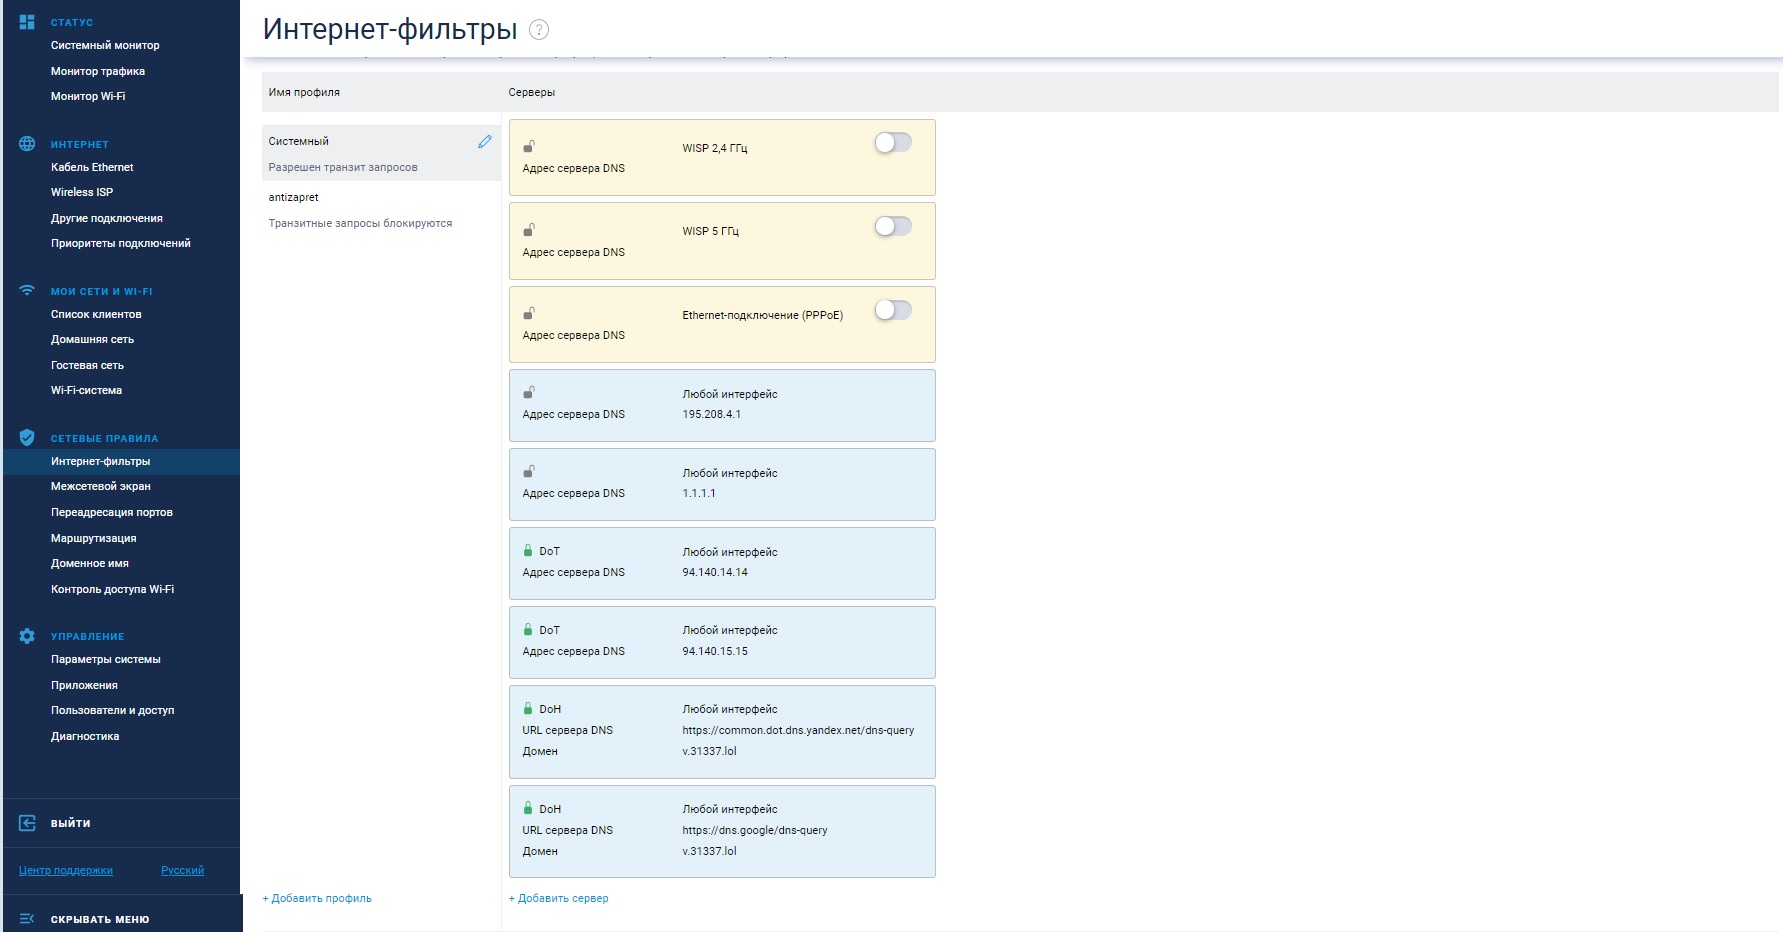 СТАТУС
Системный монитор
Монитор трафика
Монитор Wi-Fi
ИНТЕРНЕТ
Кабель Ethernet
Wireless ISP
Другие подключения
Приоритеты подключений
МОИ СЕТИ И WI-FI
Список клиентов
Домашняя сеть
Гостевая сеть
Wi-Fi-система
СЕТЕВЫЕ ПРАВИЛА
Интернет-фильтры
Межсетевой экран
Переадресация портов
Маршрутизация
Доменное имя
Контроль доступа Wi-Fi
УПРАВЛЕНИЕ
Параметры системы
Приложения
Пользователи и доступ
Диагностика
ВЫЙТИ
Центр поддержки Русский
СКРЫВАТЬ МЕНЮ
Интернет-фильтры ?
Имя профиля Серверы
Системный
Разрешен транзит запросов
antizapret
Транзитные запросы блокируются
+ Добавить профиль
WISP 2,4 ГГц
Адрес сервера DNS
WISP 5 ГГц
Адрес сервера DNS
Ethernet-подключение (PPPoE)
Адрес сервера DNS
Любой интерфейс
Адрес сервера DNS 195.208.4.1
Любой интерфейс
Адрес сервера DNS 1.1.1.1
DoT Любой интерфейс
Адрес сервера DNS 94.140.14.14
DoT Любой интерфейс
Адрес сервера DNS 94.140.15.15
DoH Любой интерфейс
URL сервера DNS https://common.dot.dns.yandex.net/dns-query
Домен v.31337.lol
DoH Любой интерфейс
URL сервера DNS https://dns.google/dns-query
Домен v.31337.lol
+ Добавить сервер